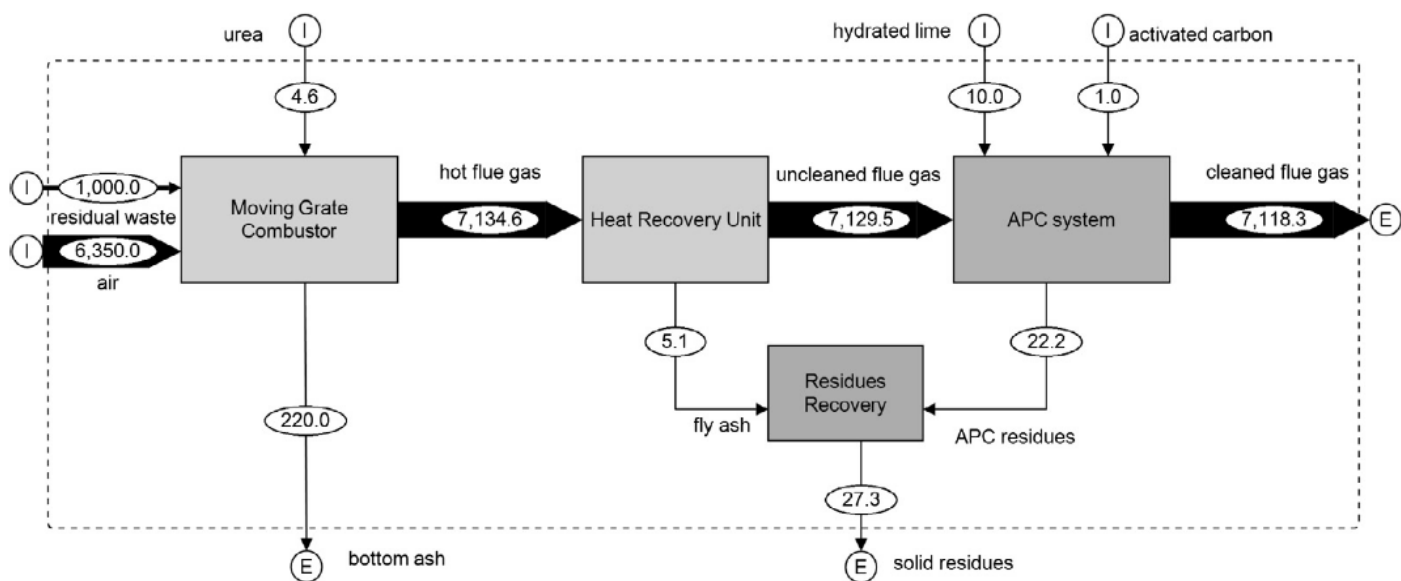 urea
I
hydrated lime
I
I
activated carbon
4.6
10.0
1.0
I
1,000.0
residual waste
I
6,350.0
air
Moving Grate
Combustor
hot flue gas
7,134.6
Heat Recovery Unit
uncleaned flue gas
7,129.5
APC system
cleaned flue gas
7,118.3
E
5.1
22.2
Residues
Recovery
fly ash
APC residues
220.0
27.3
E
bottom ash
E
solid residues